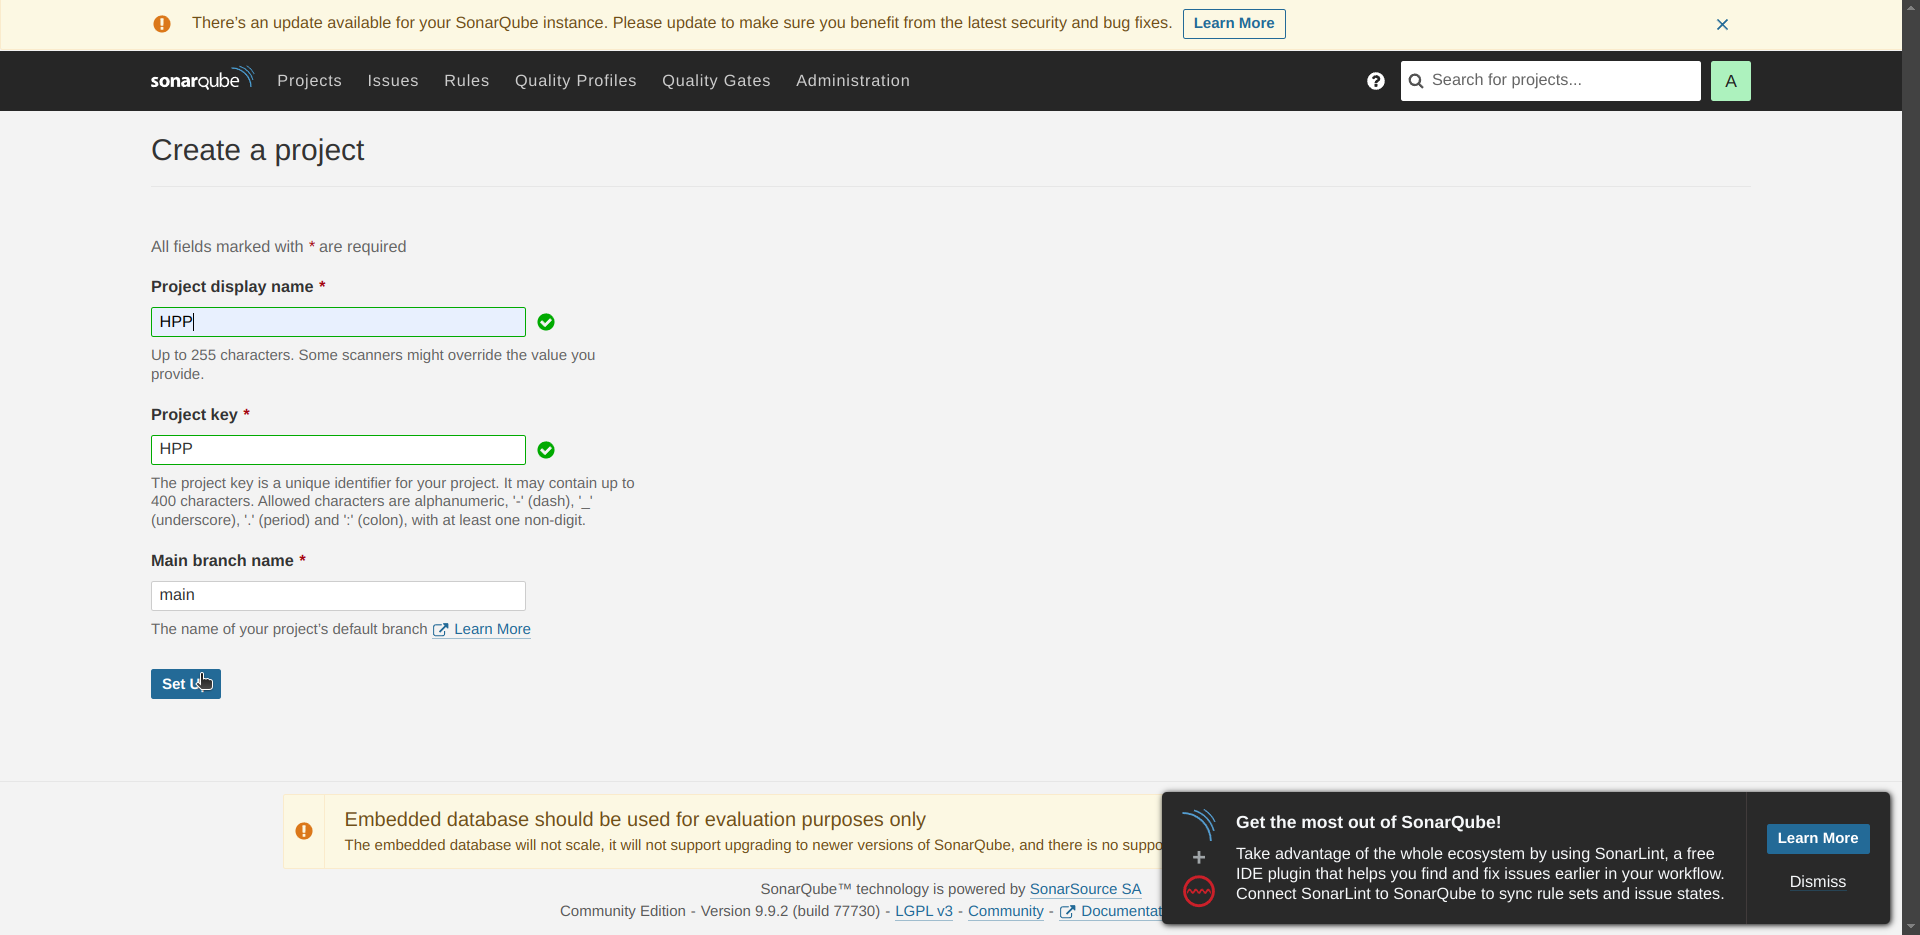 There's an update available for your SonarQube instance. Please update to make sure you benefit from the latest security and bug fixes. Learn More
sonarqube Projects Issues Rules Quality Profiles Quality Gates Administration Search for projects... A
Create a project
All fields marked with * are required
Project display name *
HPP
Up to 255 characters. Some scanners might override the value you
provide.
Project key *
HPP
The project key is a unique identifier for your project. It may contain up to
400 characters. Allowed characters are alphanumeric, '-' (dash), '_'
(underscore), '.' (period) and ':' (colon), with at least one non-digit.
Main branch name *
main
The name of your project's default branch Learn More
Set
Embedded database should be used for evaluation purposes only
The embedded database will not scale, it will not support upgrading to newer versions of SonarQube, and there is no suppo
SonarQube™ technology is powered by SonarSource SA
Community Edition - Version 9.9.2 (build 77730) - LGPL v3 - Community - Documentat
Get the most out of SonarQube!
Take advantage of the whole ecosystem by using SonarLint, a free
IDE plugin that helps you find and fix issues earlier in your workflow.
Connect SonarLint to SonarQube to sync rule sets and issue states.
Learn More
Dismiss